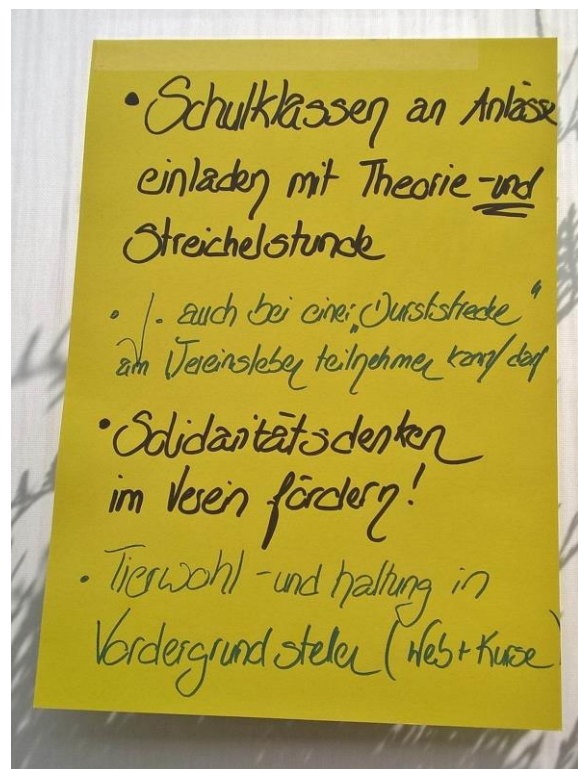 • Schulklassen an Anlässe
einladen mit Theorie -und
Streichelstunde
• /. auch bei einer „Durststrecke“
am Vereinsleben teilnehmen kann/darf
• Solidaritätsdenken
im Verein fördern!
• Tierwohl -und haltung in
Vordergrund stellen (Web + Kurse)